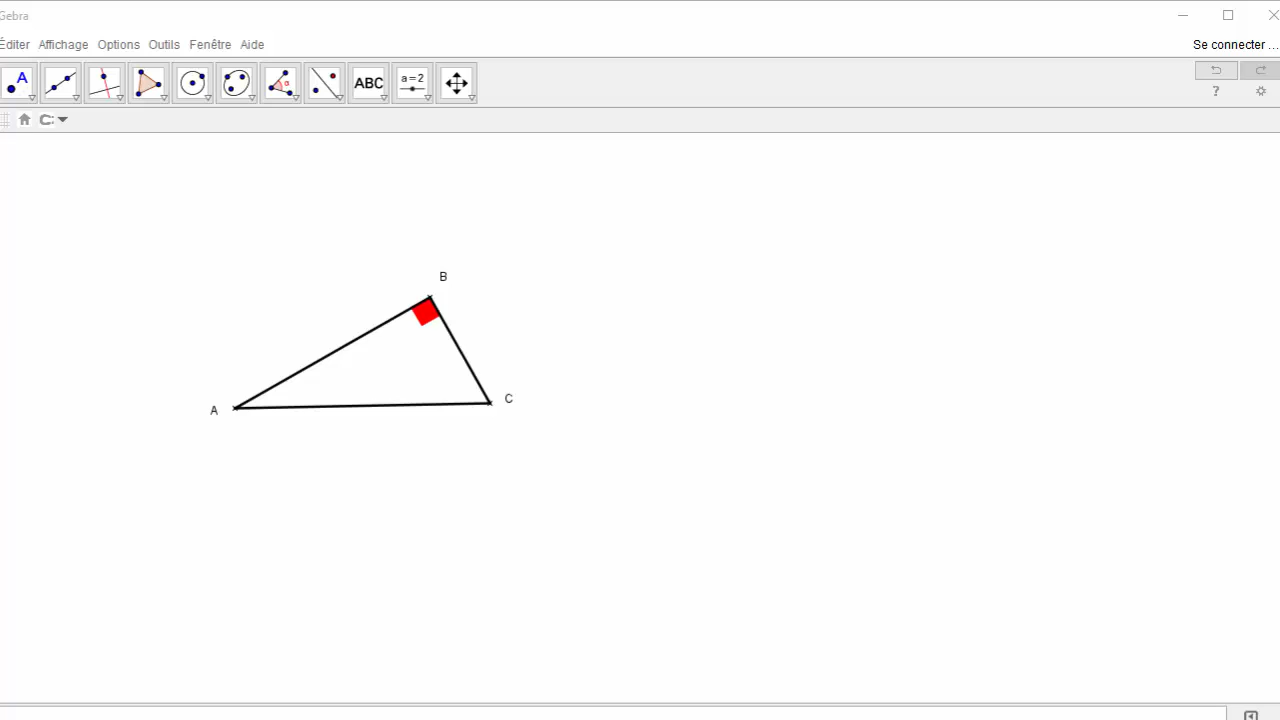 Gebra
Éditer Affichage Options Outils Fenêtre Aide
Se connecter ...
A
ABC
a=2
α
?
B
A
C